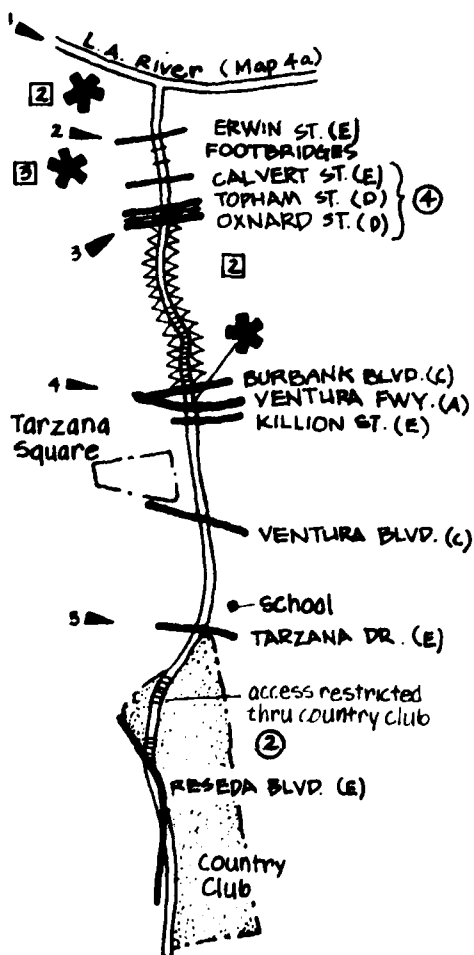 1
L.A. River (Map 4a)
2
2
ERWIN ST. (E)
FOOTBRIDGES
3
CALVERT ST. (E)
TOPHAM ST. (D)
4
OXNARD ST. (D)
3
2
4
BURBANK BLVD. (C)
VENTURA FWY. (A)
KILLION ST. (E)
Tarzana
Square
VENTURA BLVD. (C)
school
5
TARZANA DR. (E)
access restricted
thru country club
2
RESEDA BLVD. (E)
Country
Club